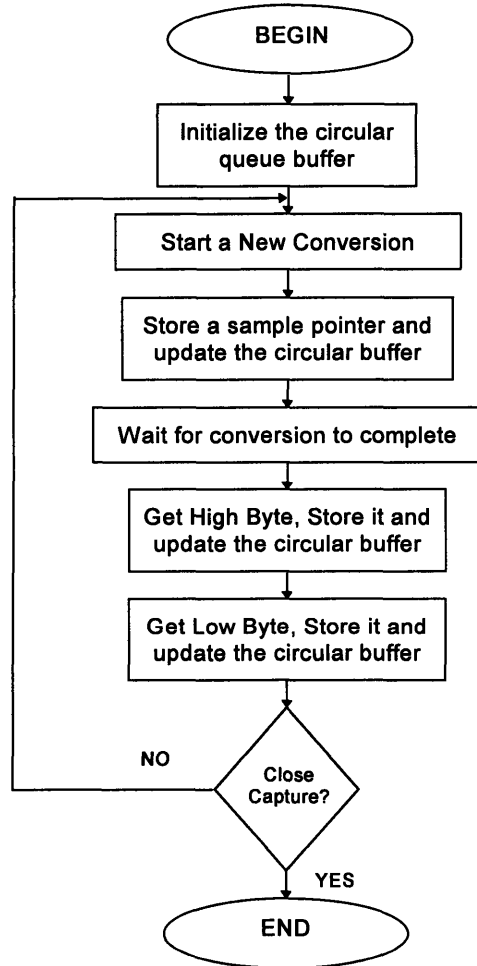 BEGIN
Initialize the circular
queue buffer
Start a New Conversion
Store a sample pointer and
update the circular buffer
Wait for conversion to complete
Get High Byte, Store it and
update the circular buffer
Get Low Byte, Store it and
update the circular buffer
NO
Close
Capture?
YES
END